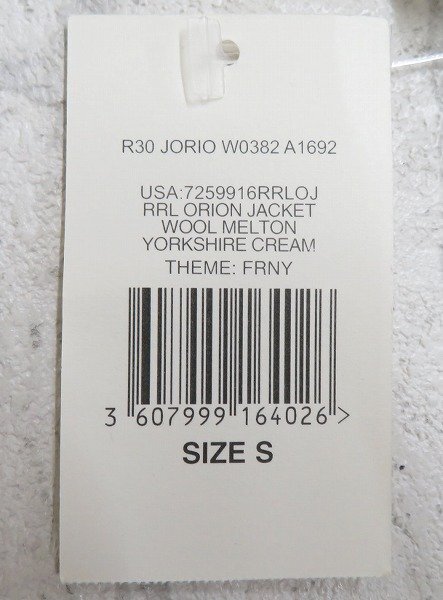 R30 JORIO W0382 A1692
USA:7259916RRLOJ
RRL ORION JACKET
WOOL MELTON
YORKSHIRE CREAM
THEME: FRNY
3 607999 164026 >
SIZE S